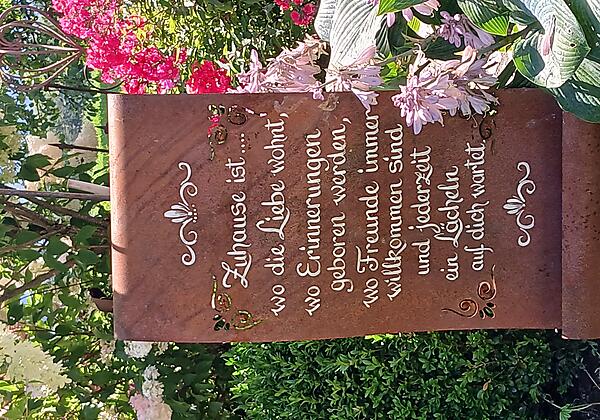 Zuhause ist....
wo die Liebe wohnt,
wo Erinnerungen
geboren werden,
wo Freunde immer
willkommen sind
und jederzeit
ein Lächeln
auf dich wartet.